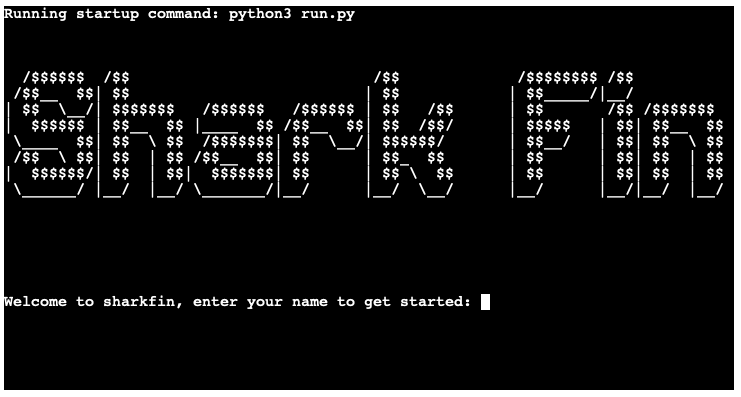 Running startup command: python3 run.py
Shark Fin
Welcome to sharkfin, enter your name to get started: